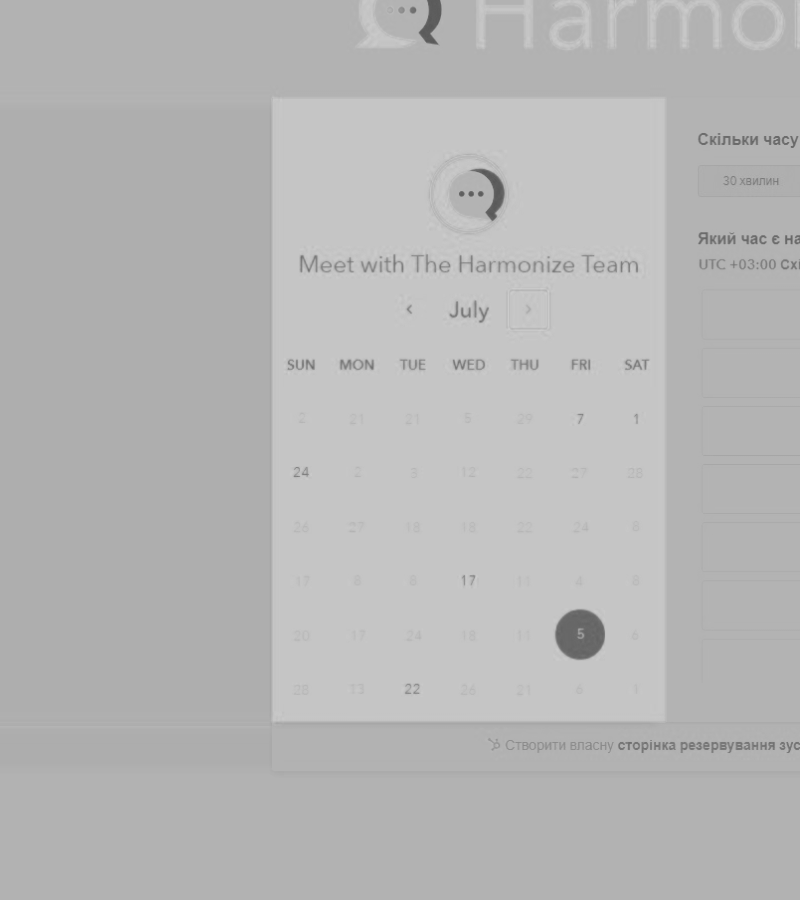 Harmon
Скільки часу
30 хвилин
Meet with The Harmonize Team
Який час є на
UTC +03:00 Схі
July
SUN MON TUE WED THU FRI SAT
2 21 21 5 29 7 1
24 2 9 12 22 27 28
26 27 18 18 22 24 8
17 8 8 17 11 4 8
20 17 24 18 11 5 6
28 13 22 26 21 6 1
Створити власну сторінка резервування зус